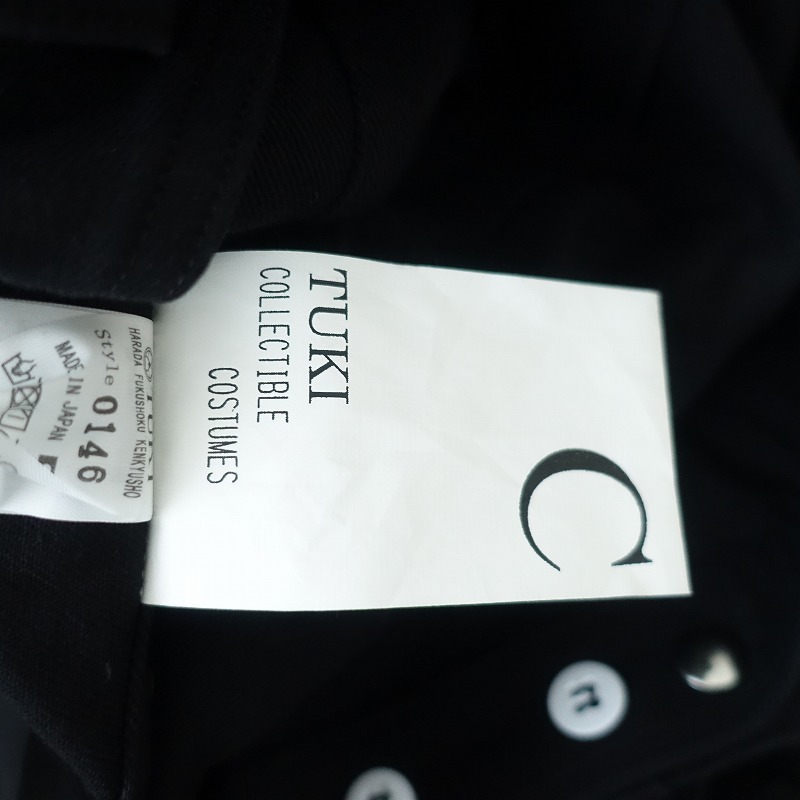 TUKI
COLLECTIBLE
COSTUMES
C
HARADA FUKUSHOKU KENKYUSHO
Style 0146
MADE IN JAPAN
n